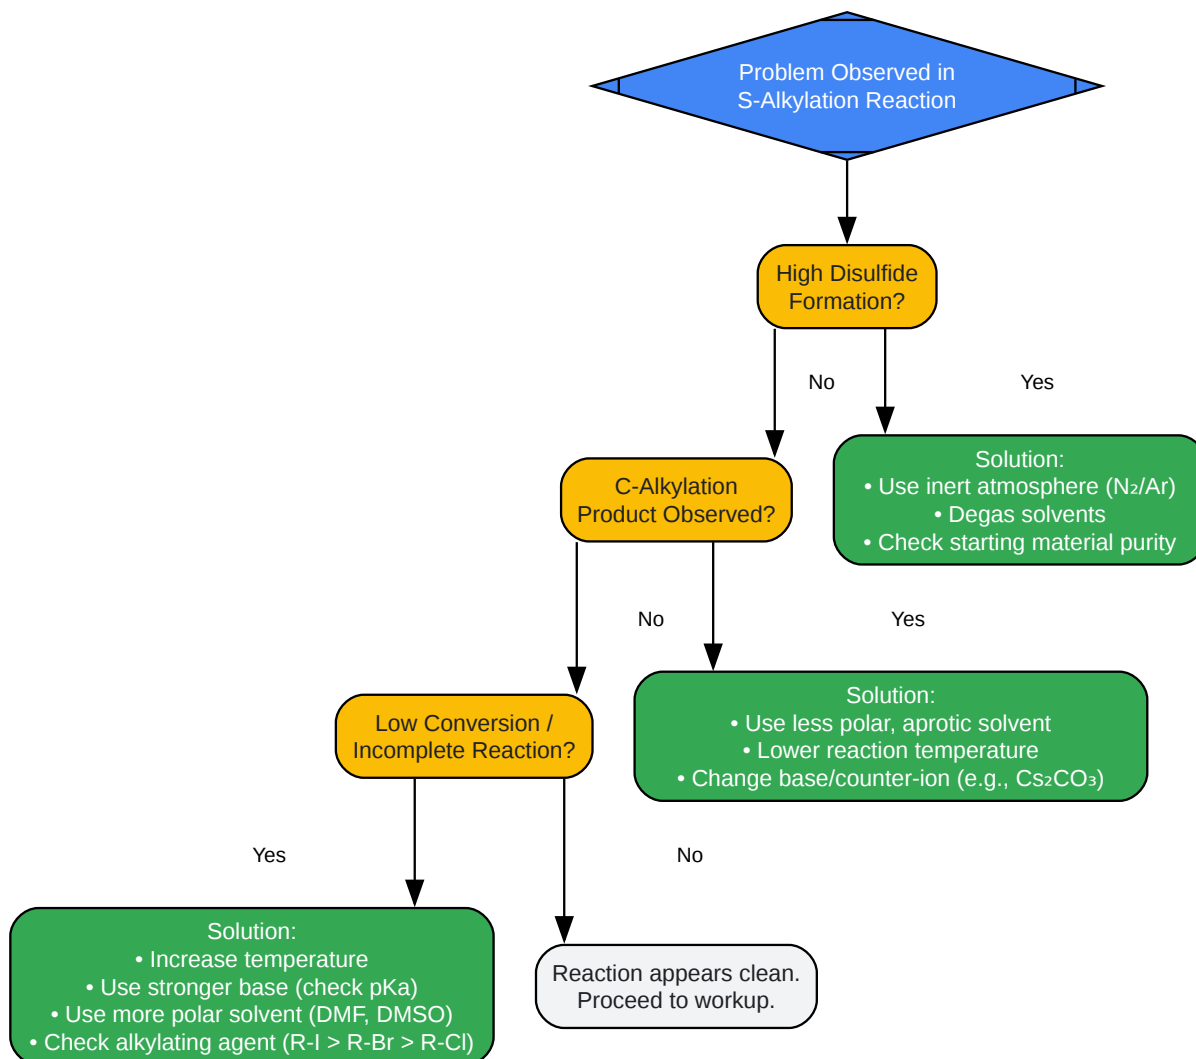 Problem Observed in
S-Alkylation Reaction
High Disulfide
Formation?
No
Yes
Solution:
• Use inert atmosphere (N₂/Ar)
• Degas solvents
• Check starting material purity
C-Alkylation
Product Observed?
No
Yes
Solution:
• Use less polar, aprotic solvent
• Lower reaction temperature
• Change base/counter-ion (e.g., Cs₂CO₃)
Low Conversion /
Incomplete Reaction?
Yes
No
Solution:
• Increase temperature
• Use stronger base (check pKa)
• Use more polar solvent (DMF, DMSO)
• Check alkylating agent (R-I > R-Br > R-Cl)
Reaction appears clean.
Proceed to workup.